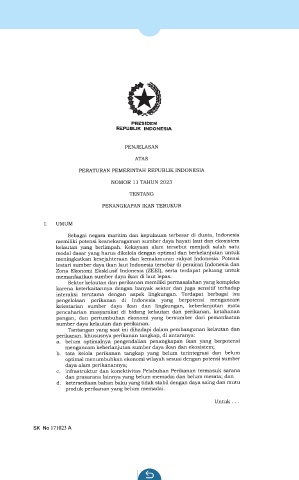 PRESIDEN
REPUBLIK INDONESIA
PENJELASAN
ATAS
PERATURAN PEMERINTAH REPUBLIK INDONESIA
NOMOR 11 TAHUN 2023
TENTANG
PENANGKAPAN IKAN TERUKUR
I. UMUM
Sebagai negara maritim dan kepulauan terbesar di dunia, Indonesia
memiliki potensi keanekaragaman sumber daya hayati laut dan ekosistem
kelautan yang berlimpah. Kekayaan alam tersebut menjadi salah satu
modal dasar yang harus dikelola dengan optimal dan berkelanjutan untuk
meningkatkan kesejahteraan dan kemakmuran rakyat Indonesia. Potensi
lestari sumber daya ikan laut Indonesia tersebar di perairan Indonesia dan
Zona Ekonomi Eksklusif Indonesia (ZEEI), serta terdapat peluang untuk
memanfaatkan sumber daya ikan di laut lepas.
Sektor kelautan dan perikanan memiliki permasalahan yang kompleks
karena keterkaitannya dengan banyak sektor dan juga sensitif terhadap
interaksi terutama dengan aspek lingkungan. Terdapat berbagai isu
pengelolaan perikanan di Indonesia yang berpotensi mengancam
kelestarian sumber daya ikan dan lingkungan, keberlanjutan mata
pencaharian masyarakat di bidang kelautan dan perikanan, ketahanan
pangan, dan pertumbuhan ekonomi yang bersumber dari pemanfaatan
sumber daya kelautan dan perikanan.
Tantangan yang saat ini dihadapi dalam pembangunan kelautan dan
perikanan, khususnya perikanan tangkap, di antaranya:
a. belum optimalnya pengendalian penangkapan ikan yang berpotensi
mengancam keberlanjutan sumber daya ikan dan ekosistem;
b. tata kelola perikanan tangkap yang belum terintegrasi dan belum
optimal menumbuhkan ekonomi wilayah sesuai dengan potensi sumber
daya alam perikanannya;
c. infrastruktur dan konektivitas Pelabuhan Perikanan termasuk sarana
dan prasarana lainnya yang belum memadai dan belum merata; dan
d. ketersediaan bahan baku yang tidak stabil dengan daya saing dan mutu
produk perikanan yang belum memadai.
Untuk . . .
SK No 171623 A